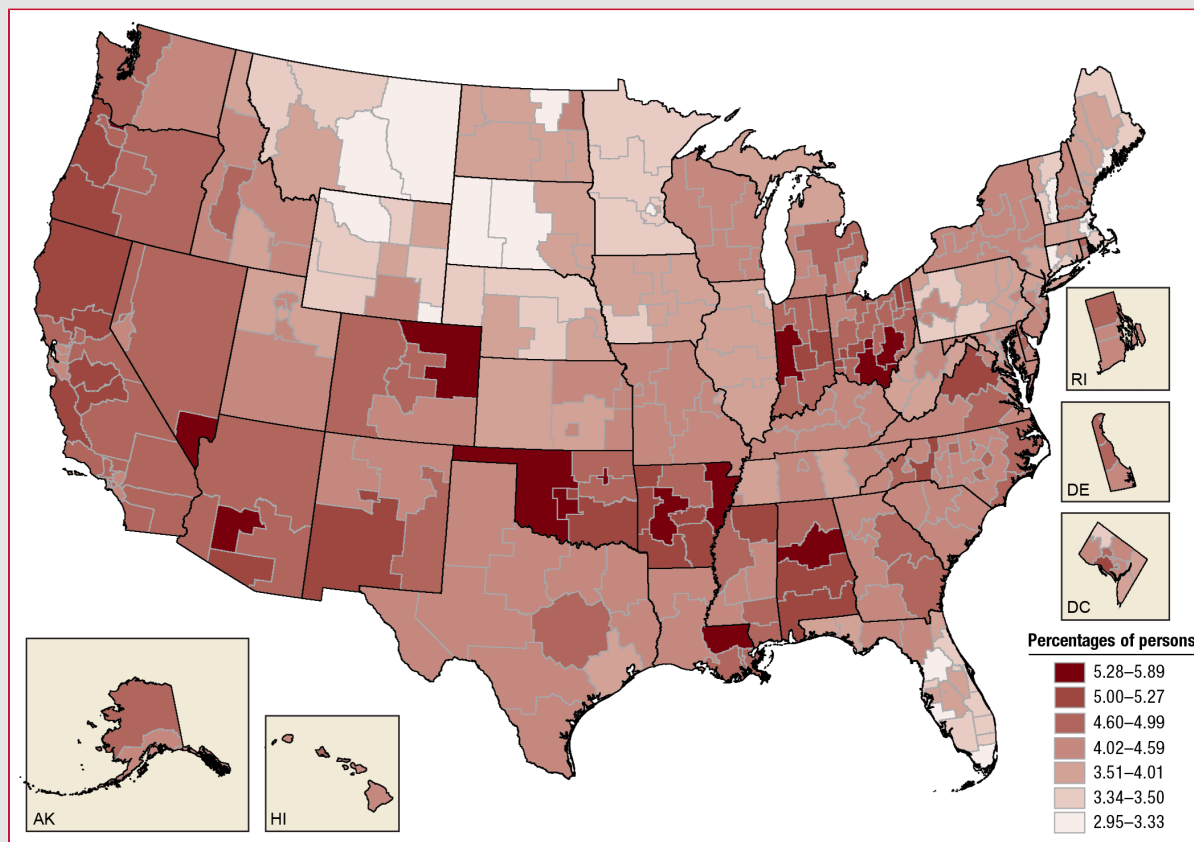 RI
DE
DC
AK
HI
Percentages of persons
5.28–5.89
5.00–5.27
4.60–4.99
4.02–4.59
3.51–4.01
3.34–3.50
2.95–3.33